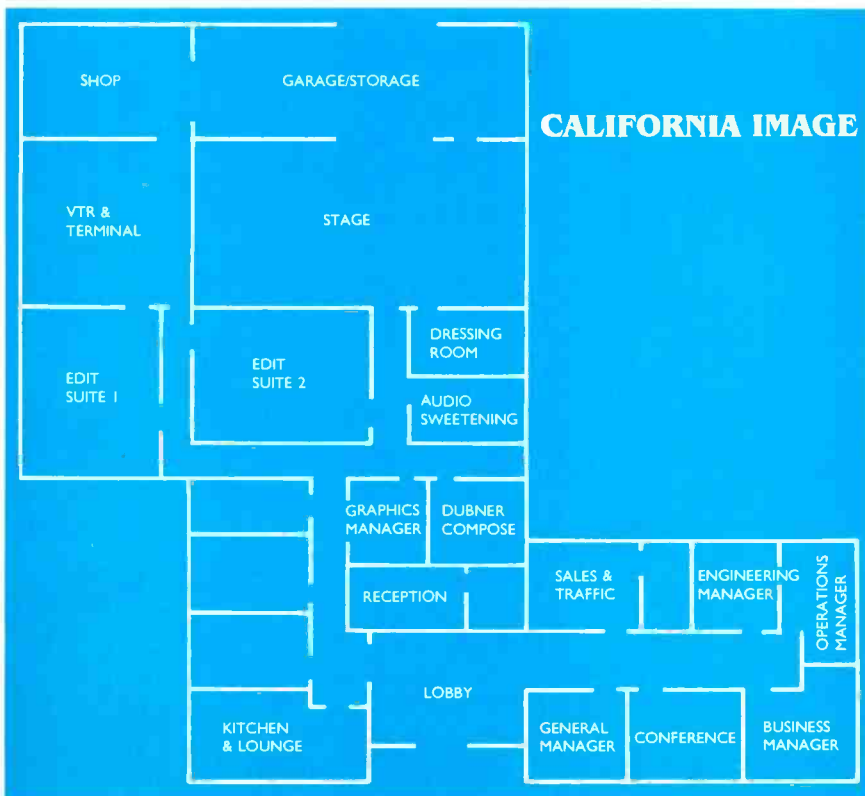 SHOP
GARAGE/STORAGE
CALIFORNIA IMAGE
VTR &
TERMINAL
STAGE
DRESSING
ROOM
EDIT
SUITE 1
EDIT
SUITE 2
AUDIO
SWEETENING
GRAPHICS
MANAGER
DUBNER
COMPOSE
SALES &
TRAFFIC
ENGINEERING
MANAGER
OPERATIONS
MANAGER
RECEPTION
LOBBY
KITCHEN
& LOUNGE
GENERAL
MANAGER
CONFERENCE
BUSINESS
MANAGER